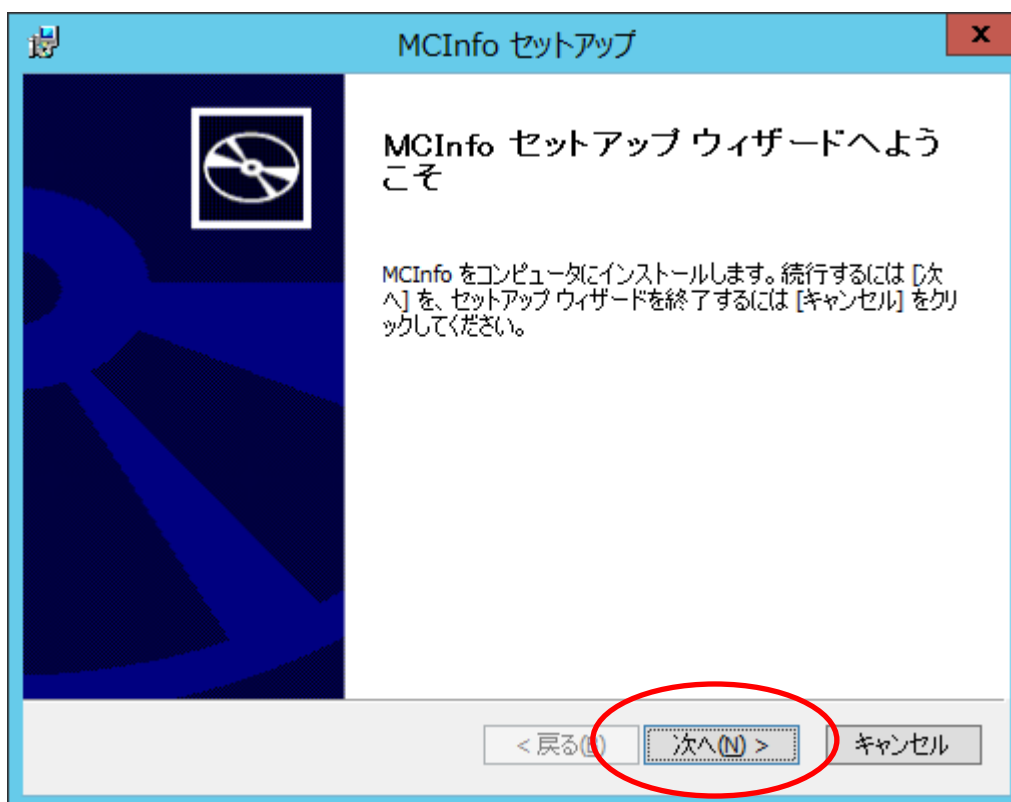 MCInfo セットアップ
MCInfo セットアップ ウィザードへよう
こそ
MCInfo をコンピュータにインストールします。続行するには [次
へ] を、セットアップ ウィザードを終了するには [キャンセル] をクリ
ックしてください。
< 戻る(B) 次へ(N) > キャンセル